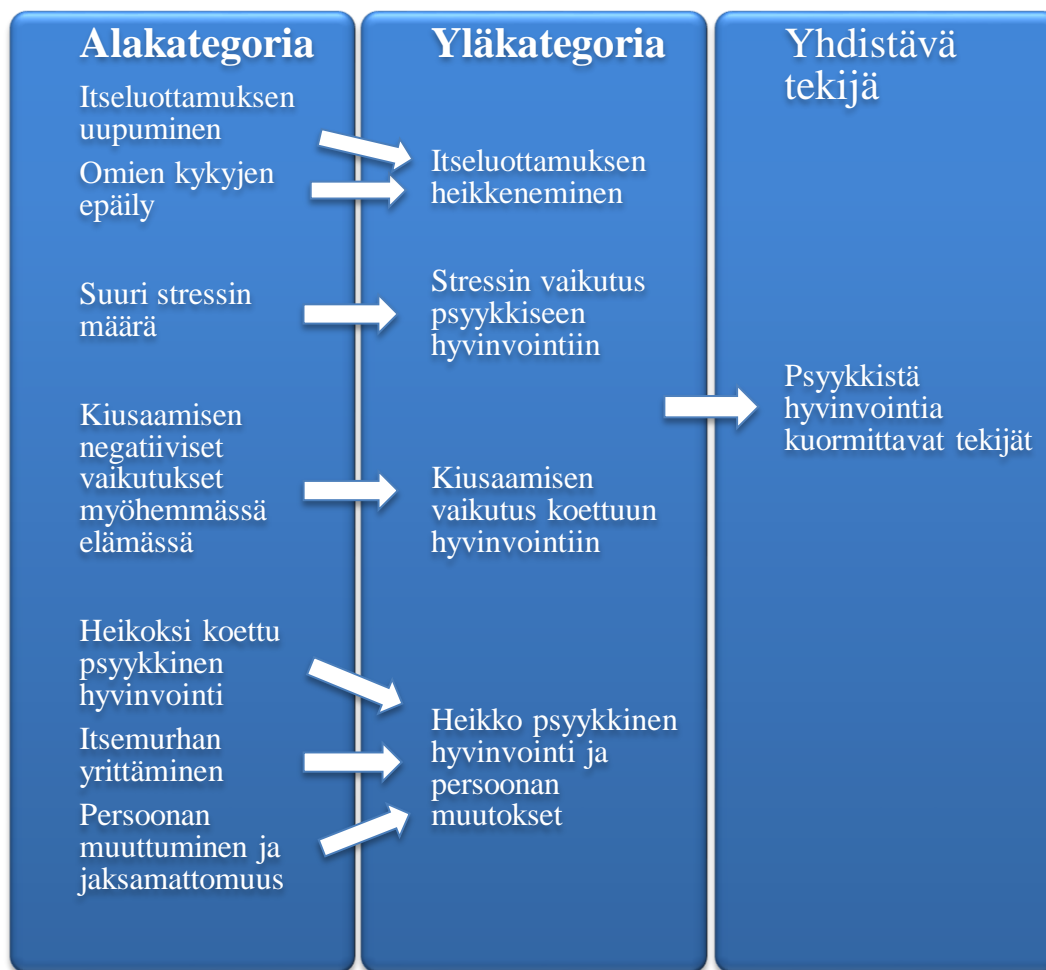 Alakategoria
Itseluottamuksen
uupuminen
Omien kykyjen
epäily
Suuri stressin
määrä
Kiusaamisen
negatiiviset
vaikutukset
myöhemmässä
elämässä
Heikoksi koettu
psyykkinen
hyvinvointi
Itsemurhan
yrittäminen
Persoonan
muuttuminen ja
jaksamattomuus
Yläkategoria
Itseluottamuksen
heikkeneminen
Stressin vaikutus
psyykkiseen
hyvinvointiin
Kiusaamisen
vaikutus koettuun
hyvinvointiin
Heikko psyykkinen
hyvinvointi ja
persoonan
muutokset
Yhdistävä
tekijä
Psyykkistä
hyvinvointia
kuormittavat tekijät